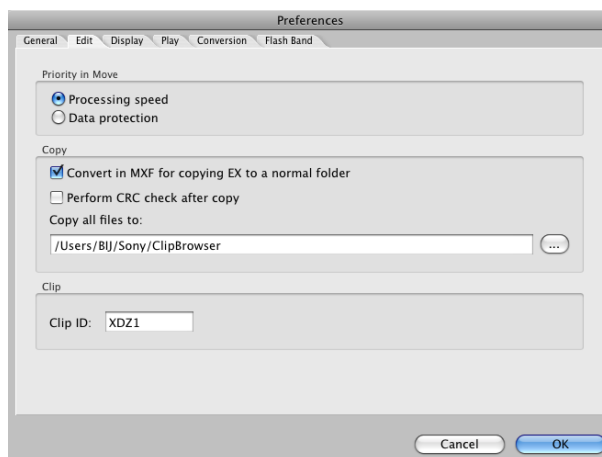 Preferences
General Edit Display Play Conversion Flash Band
Priority in Move
Processing speed
Data protection
Copy
Convert in MXF for copying EX to a normal folder
Perform CRC check after copy
Copy all files to:
/Users/BIJ/Sony/ClipBrowser ...
Clip
Clip ID: XDZ1
Cancel OK